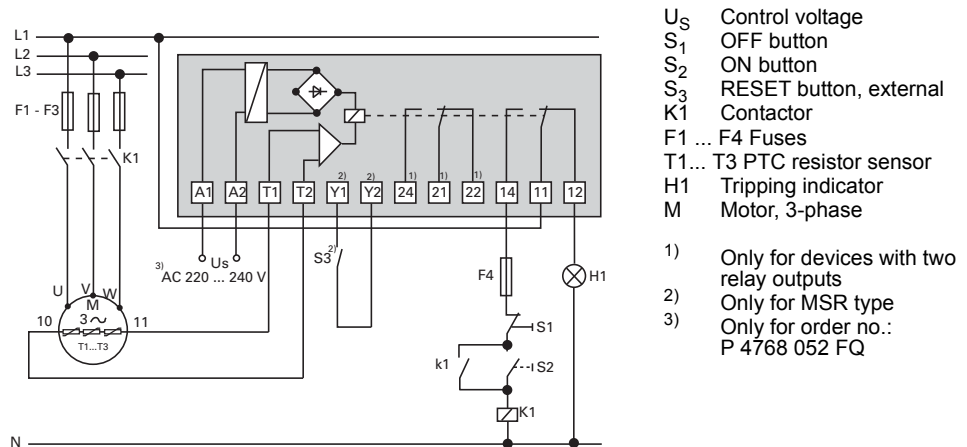 L1
L2
L3
F1 - F3
K1
A1 A2 T1 T2 Y1 Y2 24 21 22 14 11 12
2) 2) 1) 1) 1)
Us
3) AC 220 ... 240 V
S3 2)
F4
H1
S1
k1
S2
K1
U V W
M
3 ~
10 11
T1...T3
N
US Control voltage
S1 OFF button
S2 ON button
S3 RESET button, external
K1 Contactor
F1 ... F4 Fuses
T1... T3 PTC resistor sensor
H1 Tripping indicator
M Motor, 3-phase
1) Only for devices with two
relay outputs
2) Only for MSR type
3) Only for order no.:
P 4768 052 FQ